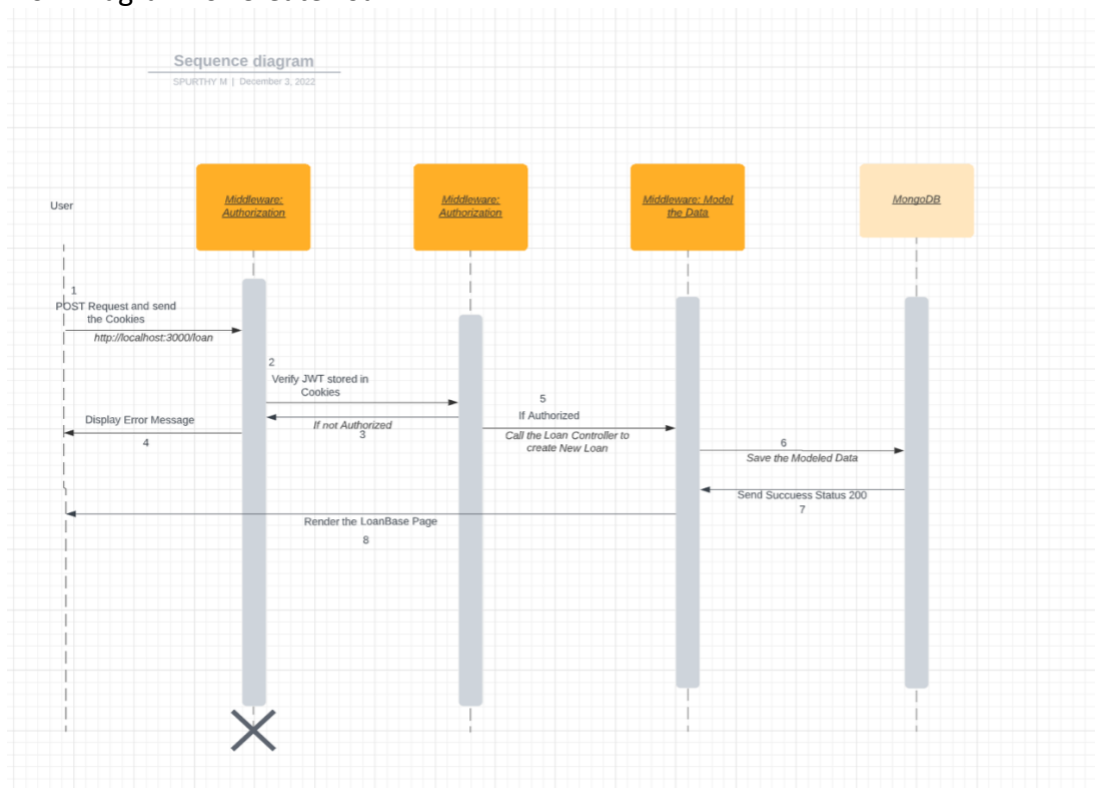 Sequence diagram
SPURTHY M | December 3, 2022
User
Middleware:
Authorization
Middleware:
Authorization
Middleware: Model
the Data
MongoDB
1
POST Request and send
the Cookies
http://localhost:3000/loan
2
Verify JWT stored in
Cookies
If not Authorized
3
Display Error Message
4
5
If Authorized
Call the Loan Controller to
create New Loan
6
Save the Modeled Data
Send Succuess Status 200
7
Render the LoanBase Page
8